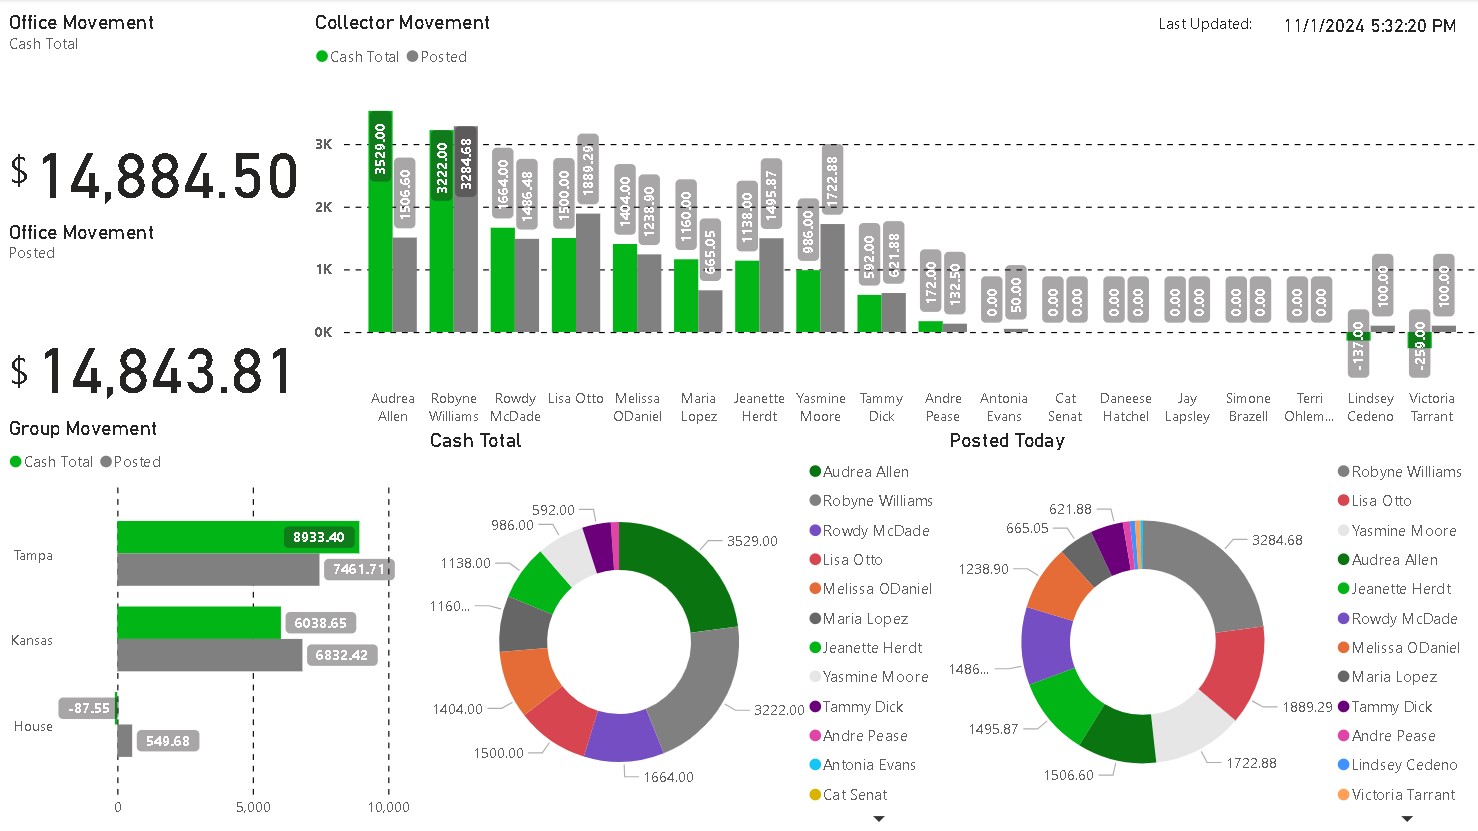 Office Movement
Cash Total
$ 14,884.50
Office Movement
Posted
$ 14,843.81
Collector Movement
Cash Total Posted
Last Updated: 11/1/2024 5:32:20 PM
3K
2K
1K
0K
3529.00
1506.60
3222.00
3284.68
1664.00
1486.48
1500.00
1889.29
1404.00
1238.90
1160.00
665.05
1138.00
1495.87
986.00
1722.88
592.00
621.88
172.00
132.50
0.00
50.00
0.00
0.00
0.00
0.00
0.00
0.00
0.00
0.00
0.00
0.00
-137.00
100.00
-259.00
100.00
Audrea
Allen
Robyne
Williams
Rowdy
McDade
Lisa Otto
Melissa
ODaniel
Maria
Lopez
Jeanette
Herdt
Yasmine
Moore
Tammy
Dick
Andre
Pease
Antonia
Evans
Cat
Senat
Daneese
Hatchel
Jay
Lapsley
Simone
Brazell
Terri
Ohlem...
Lindsey
Cedeno
Victoria
Tarrant
Group Movement
Cash Total Posted
Tampa
8933.40
7461.71
Kansas
6038.65
6832.42
House
-87.55
549.68
0
5,000
10,000
Cash Total
592.00
986.00
1138.00
1160...
1404.00
1500.00
1664.00
3222.00
3529.00
Audrea Allen
Robyne Williams
Rowdy McDade
Lisa Otto
Melissa ODaniel
Maria Lopez
Jeanette Herdt
Yasmine Moore
Tammy Dick
Andre Pease
Antonia Evans
Cat Senat
Posted Today
621.88
665.05
1238.90
1486...
1495.87
1506.60
1722.88
1889.29
3284.68
Robyne Williams
Lisa Otto
Yasmine Moore
Audrea Allen
Jeanette Herdt
Rowdy McDade
Melissa ODaniel
Maria Lopez
Tammy Dick
Andre Pease
Lindsey Cedeno
Victoria Tarrant